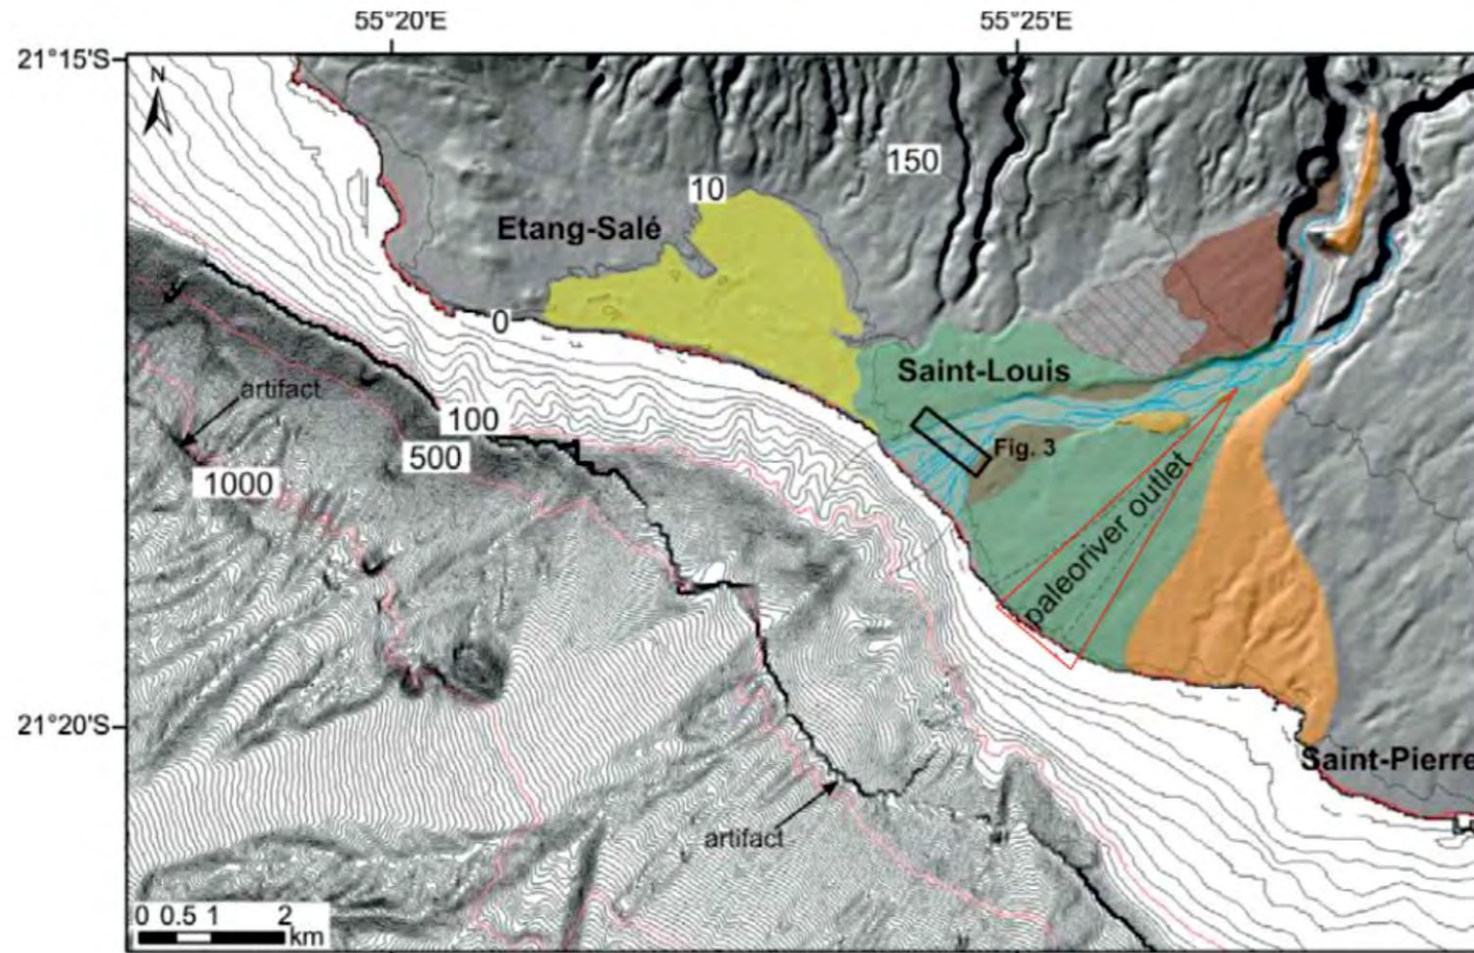 55°20'E
55°25'E
21°15'S
N
150
10
Etang-Salé
0
Saint-Louis
artifact
100
Fig. 3
500
1000
paleoriver outlet
21°20'S
Saint-Pierre
artifact
0 0.5 1 2
km